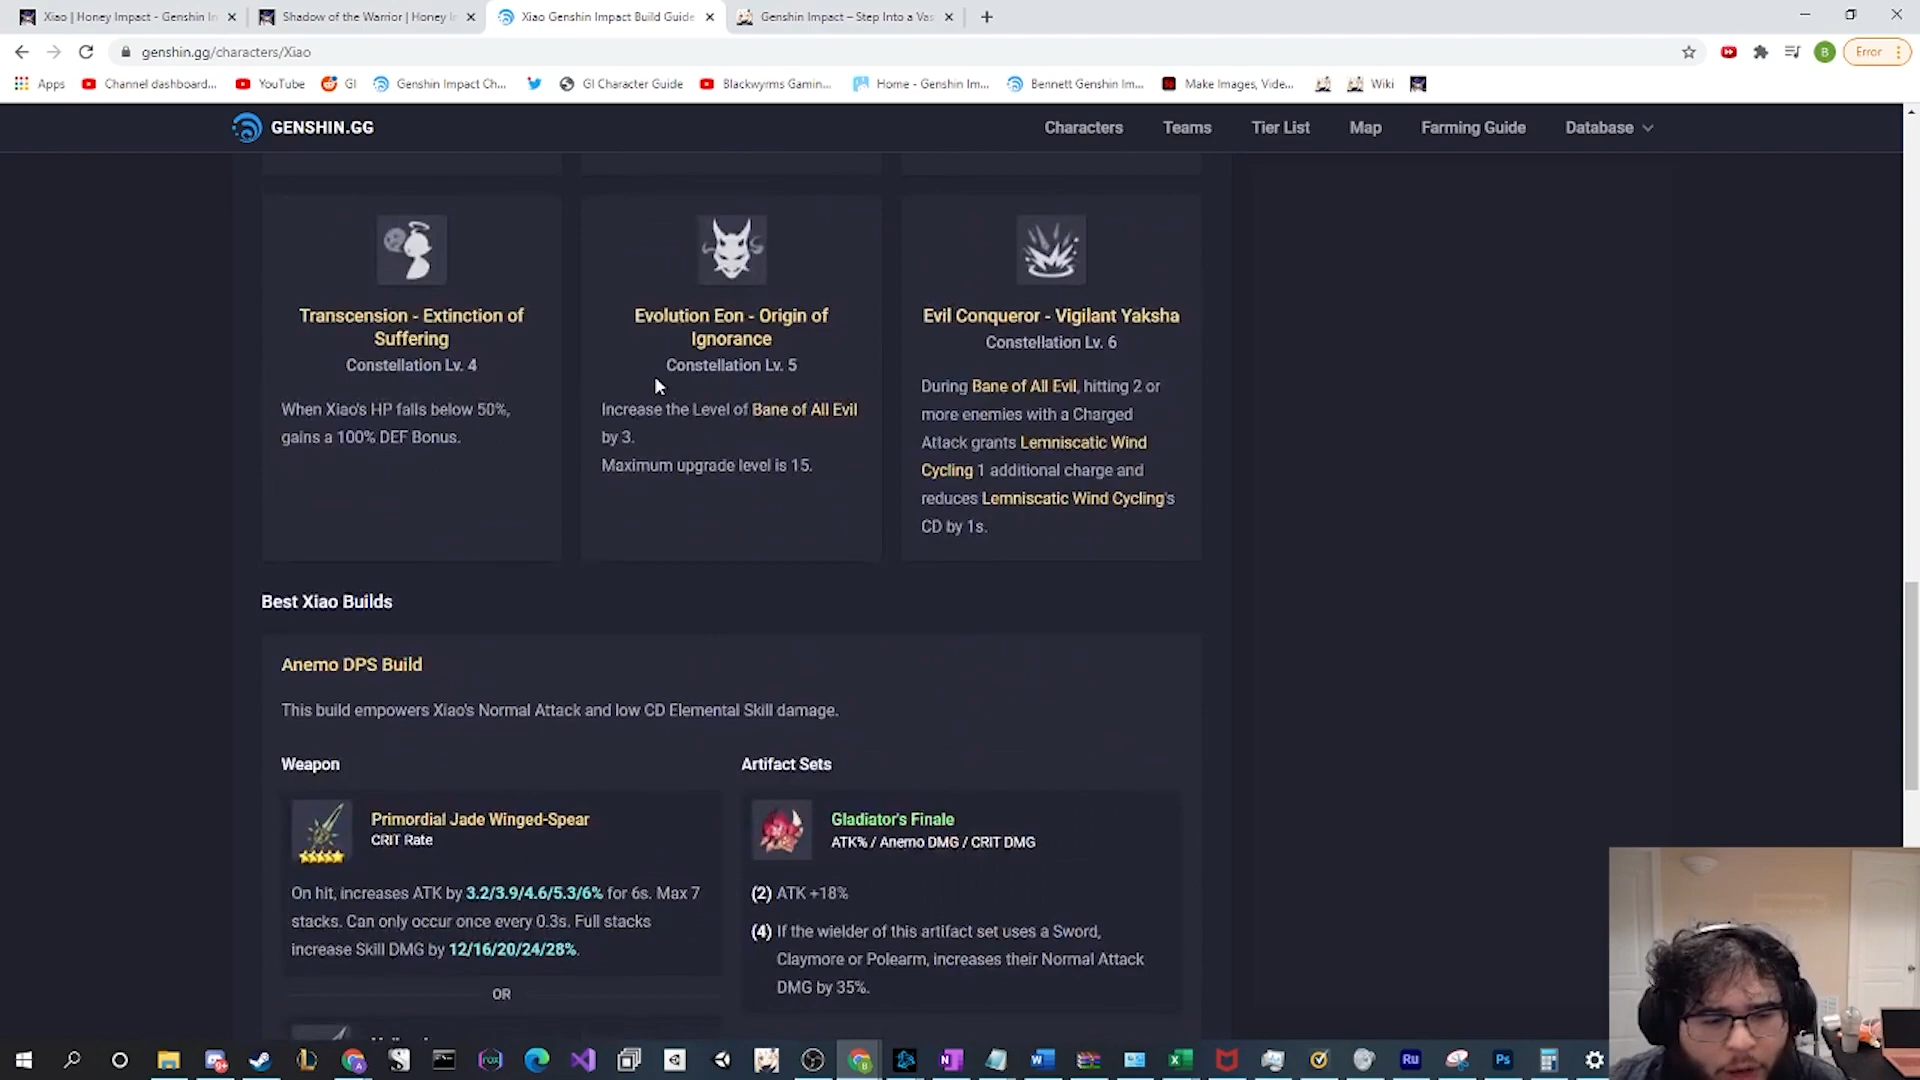 Xiao | Honey Impact - Genshin In
Shadow of the Warrior | Honey I
Xiao Genshin Impact Build Guide
Genshin Impact – Step Into a Vas
genshin.gg/characters/Xiao
B
Error
Apps
Channel dashboard...
YouTube
GI
Genshin Impact Ch...
GI Character Guide
Blackwyrms Gamin...
Home - Genshin Im...
Bennett Genshin Im...
Make Images, Vide...
Wiki
GENSHIN.GG
Characters
Teams
Tier List
Map
Farming Guide
Database
Transcension - Extinction of
Suffering
Constellation Lv. 4
When Xiao's HP falls below 50%,
gains a 100% DEF Bonus.
Evolution Eon - Origin of
Ignorance
Constellation Lv. 5
Increase the Level of Bane of All Evil
by 3.
Maximum upgrade level is 15.
Evil Conqueror - Vigilant Yaksha
Constellation Lv. 6
During Bane of All Evil, hitting 2 or
more enemies with a Charged
Attack grants Lemniscatic Wind
Cycling 1 additional charge and
reduces Lemniscatic Wind Cycling's
CD by 1s.
Best Xiao Builds
Anemo DPS Build
This build empowers Xiao's Normal Attack and low CD Elemental Skill damage.
Weapon
Primordial Jade Winged-Spear
CRIT Rate
On hit, increases ATK by 3.2/3.9/4.6/5.3/6% for 6s. Max 7
stacks. Can only occur once every 0.3s. Full stacks
increase Skill DMG by 12/16/20/24/28%.
OR
Artifact Sets
Gladiator's Finale
ATK% / Anemo DMG / CRIT DMG
(2) ATK +18%
(4) If the wielder of this artifact set uses a Sword,
Claymore or Polearm, increases their Normal Attack
DMG by 35%.